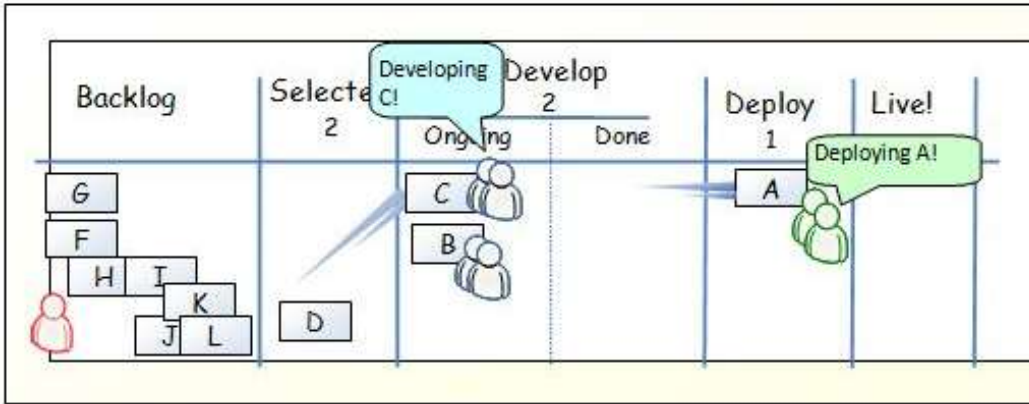 Developing
C!
Backlog
Selecte
2
Develop
2
Deploy
1
Live!
Ongoing
Done
Deploying A!
G
C
A
F
B
H
I
K
D
J
L